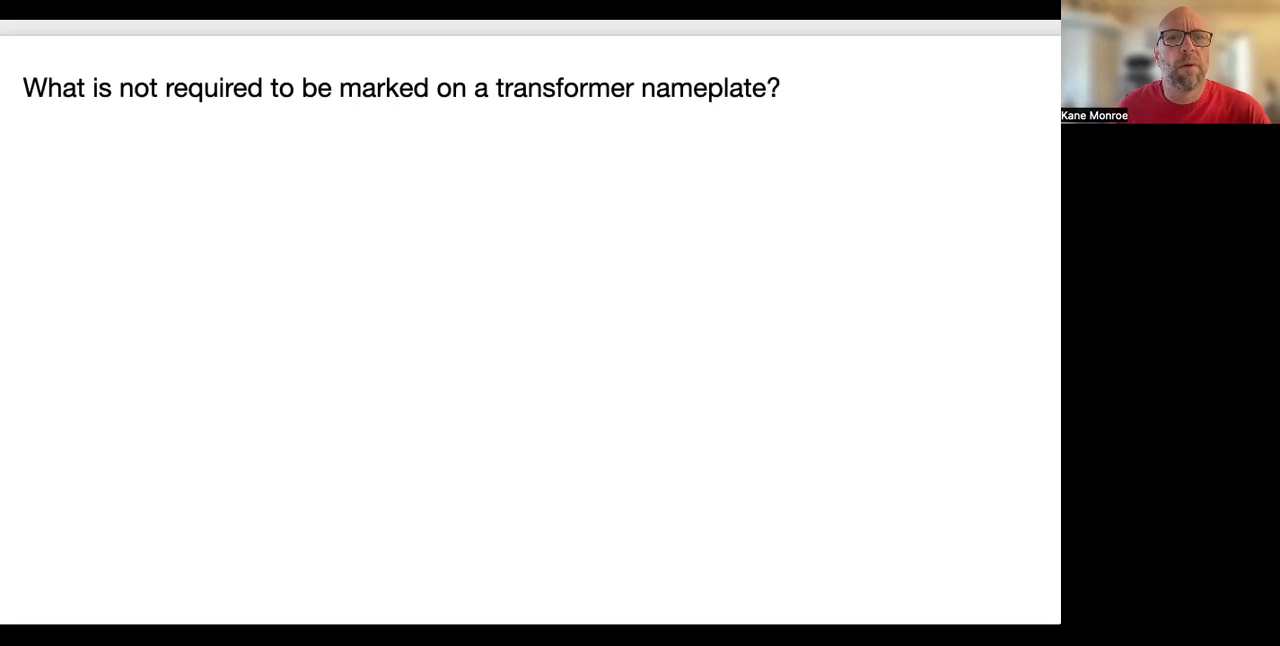 What is not required to be marked on a transformer nameplate?
Kane Monroe